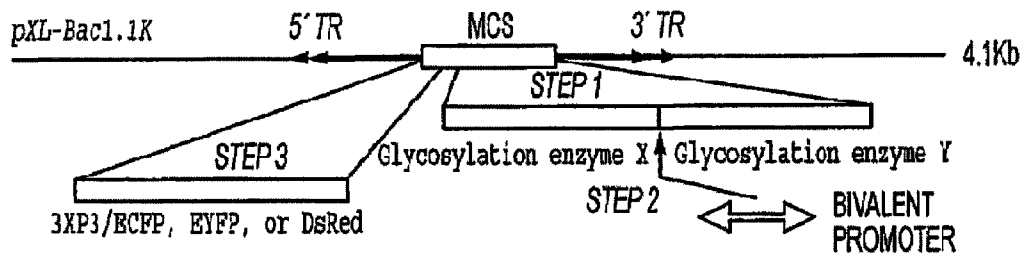 pXL-Bac1.1K
5' TR
MCS
3' TR
4.1Kb
STEP 1
STEP 3
Glycosylation enzyme X
Glycosylation enzyme Y
3XP3/ECFP, EYFP, or DsRed
STEP 2
BIVALENT
PROMOTER